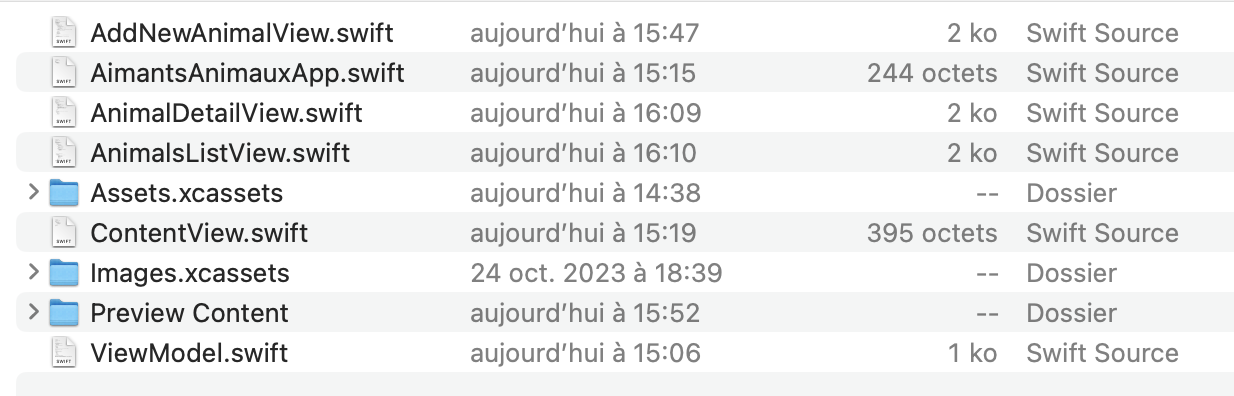 AddNewAnimalView.swift aujourd’hui à 15:47 2 ko Swift Source
AimantsAnimauxApp.swift aujourd’hui à 15:15 244 octets Swift Source
AnimalDetailView.swift aujourd’hui à 16:09 2 ko Swift Source
AnimalsListView.swift aujourd’hui à 16:10 2 ko Swift Source
Assets.xcassets aujourd’hui à 14:38 -- Dossier
ContentView.swift aujourd’hui à 15:19 395 octets Swift Source
Images.xcassets 24 oct. 2023 à 18:39 -- Dossier
Preview Content aujourd’hui à 15:52 -- Dossier
ViewModel.swift aujourd’hui à 15:06 1 ko Swift Source